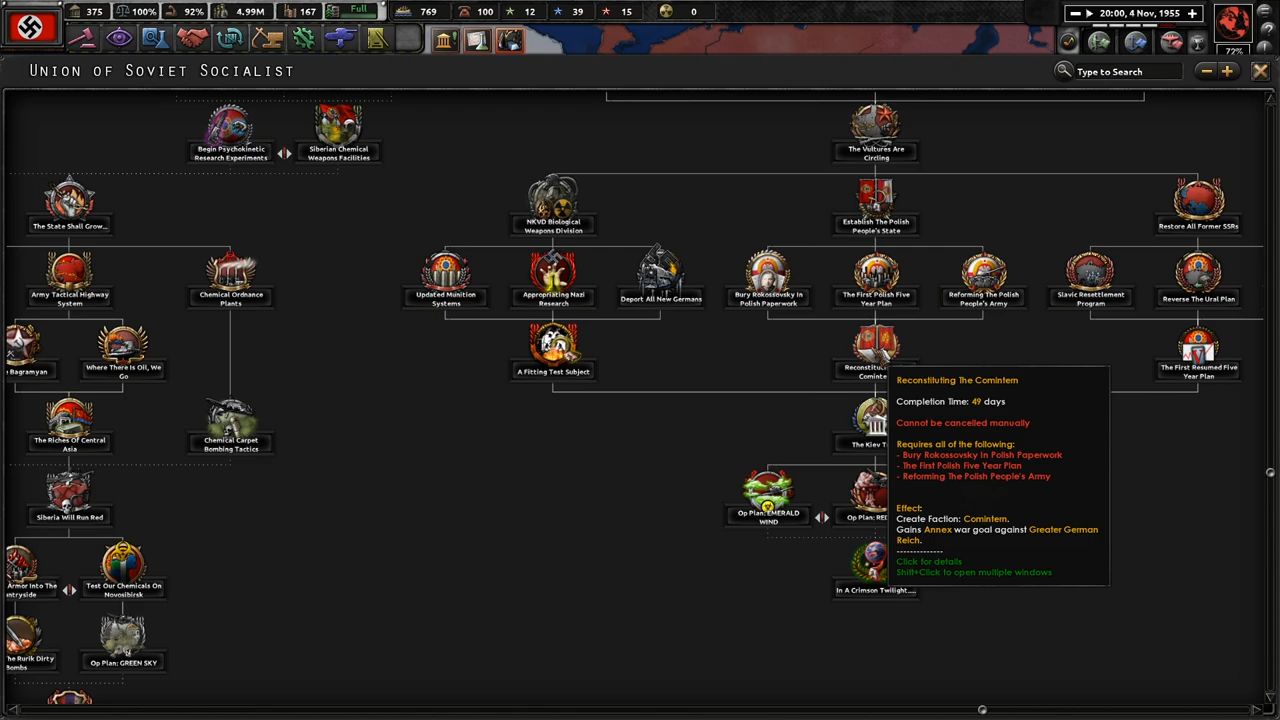 375
100%
92%
4.99M
167
Full
769
100
12
39
15
0
20:00, 4 Nov, 1955
72%
Union of Soviet Socialist
Type to Search
Begin Psychokinetic
Research Experiments
Siberian Chemical
Weapons Facilities
The Vultures Are
Circling
The State Shall Grow...
NKVD Biological
Weapons Division
Establish The Polish
People's State
Restore All Former SSRs
Army Tactical Highway
System
Chemical Ordnance
Plants
Updated Munition
Systems
Appropriating Nazi
Research
Deport All New Germans
Bury Rokossovsky In
Polish Paperwork
The First Polish Five
Year Plan
Reforming The Polish
People's Army
Slavic Resettlement
Program
Reverse The Ural Plan
Bagramyan
Where There Is Oil, We
Go
A Fitting Test Subject
Reconstitut
Cominte
The First Resumed Five
Year Plan
Reconstituting The Comintern
Completion Time: 49 days
Cannot be cancelled manually
Requires all of the following:
- Bury Rokossovsky In Polish Paperwork
- The First Polish Five Year Plan
- Reforming The Polish People's Army
Effect:
Create Faction: Comintern.
Gains Annex war goal against Greater German
Reich.
--------------
Click for details
Shift+Click to open multiple windows
The Riches Of Central
Asia
Chemical Carpet
Bombing Tactics
The Kiev T
Siberia Will Run Red
Op Plan: EMERALD
WIND
Op Plan: RED
Armor Into The
ntryside
Test Our Chemicals On
Novosibirsk
In A Crimson Twilight....
The Rurik Dirty
Bombs
Op Plan: GREEN SKY